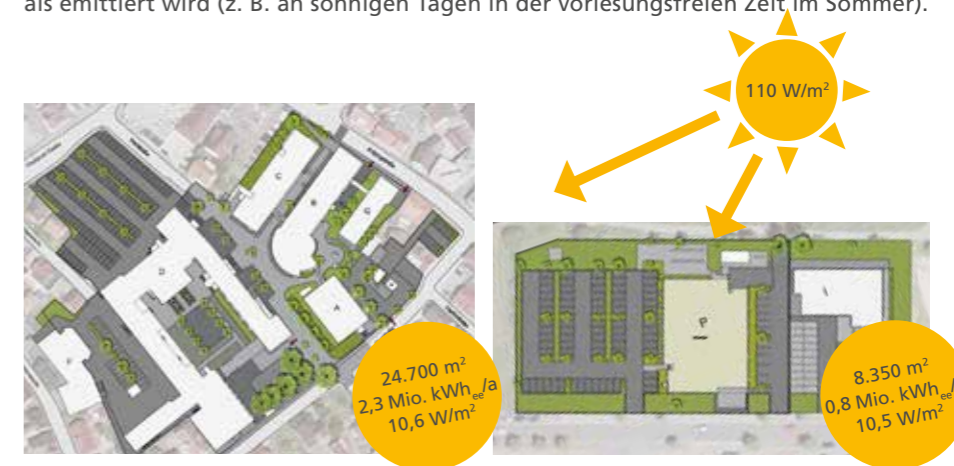 als emittiert wird (z. B. an sonnigen Tagen in der vorlesungsfreien Zeit im Sommer).
110 W/m²
C
B
G
D
A
F
P
I
24.700 m²
2,3 Mio. kWhₑₑ/a
10,6 W/m²
8.350 m²
0,8 Mio. kWhₑₑ/
10,5 W/m²